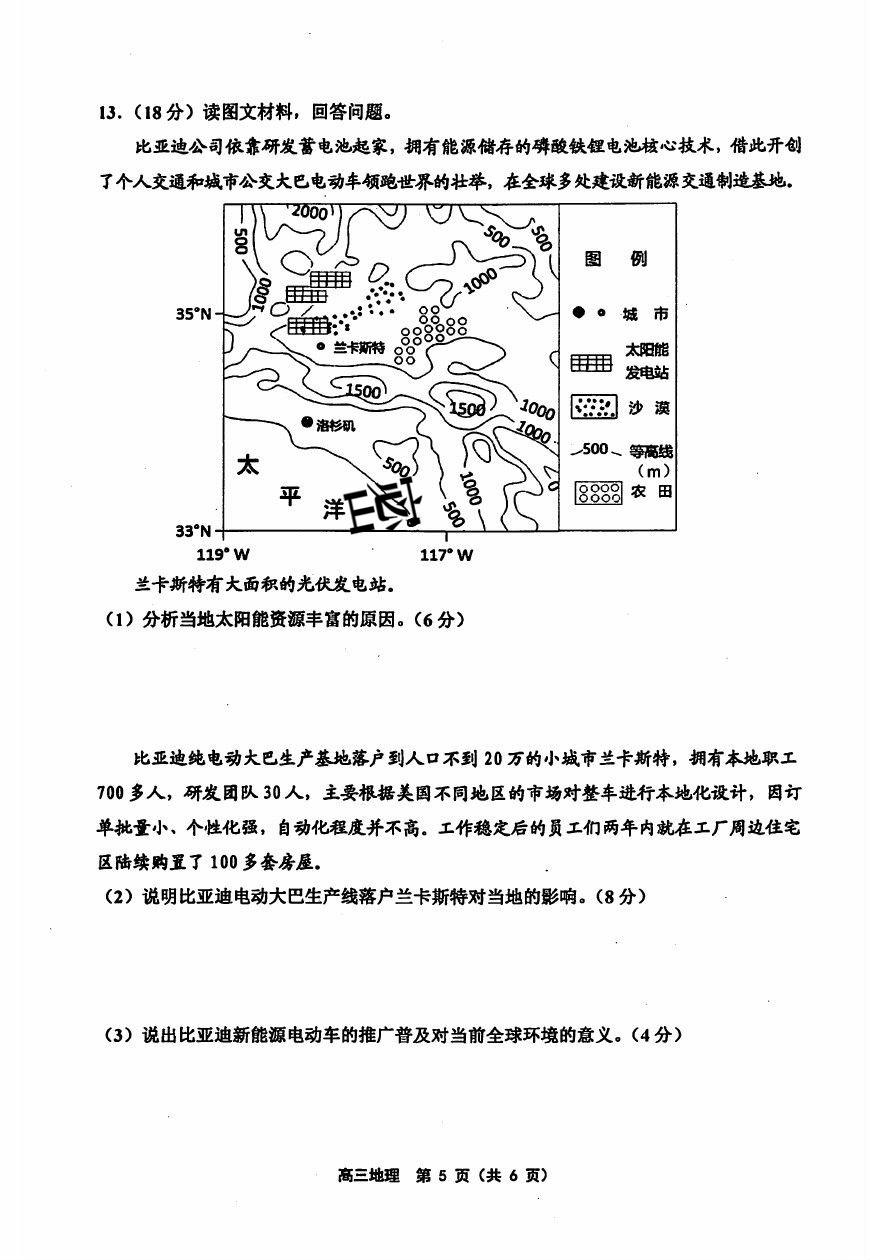 13.（18分）读图文材料，回答问题。
比亚迪公司依靠研发蓄电池起家，拥有能源储存的磷酸铁锂电池核心技术，借此开创
了个人交通和城市公交大巴电动车领跑世界的壮举，在全球多处建设新能源交通制造基地。
2000
500
500
500
1000
1000
35°N
兰卡斯特
1500
1500
1000
1000
洛杉矶
500
1000
500
太
平
洋
33°N
119°W
117°W
图 例
城 市
太阳能
发电站
沙 漠
500 等高线
（m）
农 田
兰卡斯特有大面积的光伏发电站。
（1）分析当地太阳能资源丰富的原因。（6分）
比亚迪纯电动大巴生产基地落户到人口不到20万的小城市兰卡斯特，拥有本地职工
700多人，研发团队30人，主要根据美国不同地区的市场对整车进行本地化设计，因订
单批量小、个性化强，自动化程度并不高。工作稳定后的员工们两年内就在工厂周边住宅
区陆续购置了100多套房屋。
（2）说明比亚迪电动大巴生产线落户兰卡斯特对当地的影响。（8分）
（3）说出比亚迪新能源电动车的推广普及对当前全球环境的意义。（4分）
高三地理 第 5 页（共 6 页）